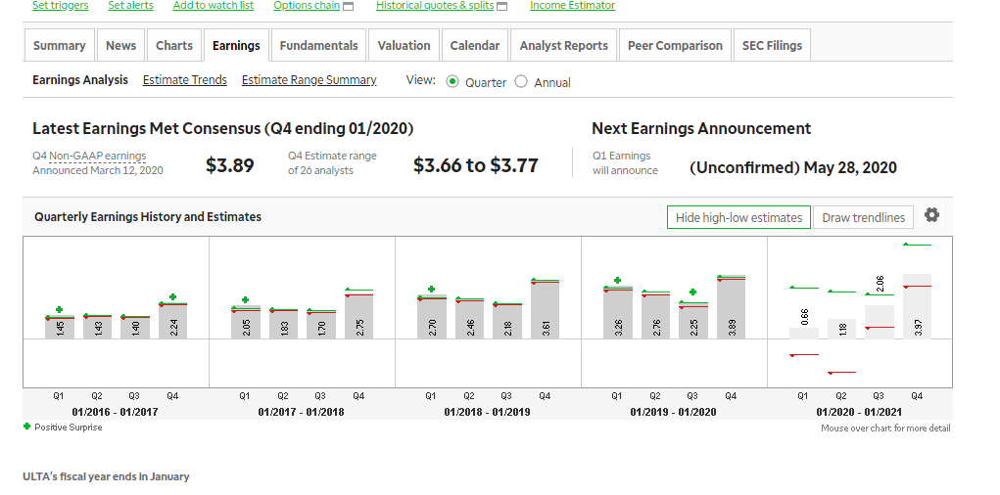 Set triggers Set alerts Add to watch list Options chain Historical quotes & splits Income Estimator
Summary News Charts Earnings Fundamentals Valuation Calendar Analyst Reports Peer Comparison SEC Filings
Earnings Analysis Estimate Trends Estimate Range Summary View: Quarter Annual
Latest Earnings Met Consensus (Q4 ending 01/2020) Next Earnings Announcement
Q4 Non-GAAP earnings
Announced March 12, 2020
$3.89
Q4 Estimate range
of 26 analysts
$3.66 to $3.77
Q1 Earnings
will announce
(Unconfirmed) May 28, 2020
Quarterly Earnings History and Estimates Hide high-low estimates Draw trendlines
1.45 1.43 1.40 2.24 2.05 1.83 1.70 2.75 2.70 2.46 2.18 3.61 3.26 2.76 2.25 3.89 0.66 1.18 2.06 3.97
Q1 Q2 Q3 Q4 Q1 Q2 Q3 Q4 Q1 Q2 Q3 Q4 Q1 Q2 Q3 Q4 Q1 Q2 Q3 Q4
01/2016 - 01/2017 01/2017 - 01/2018 01/2018 - 01/2019 01/2019 - 01/2020 01/2020 - 01/2021
Positive Surprise Mouse over chart for more detail
ULTA's fiscal year ends in January